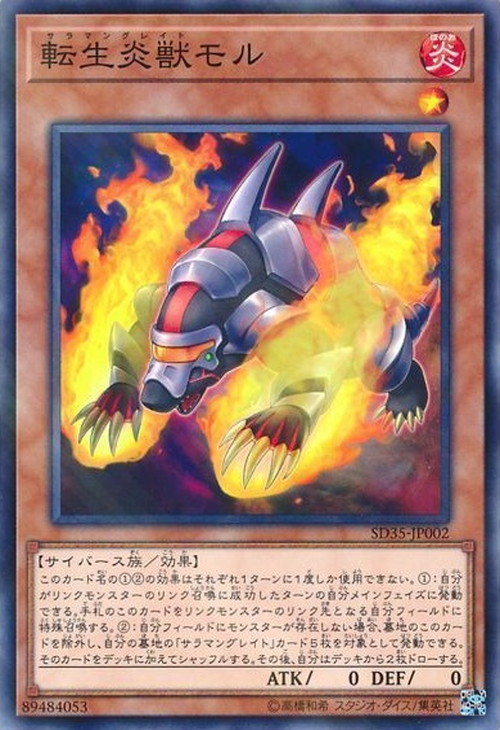 サラマングレイト
転生炎獣モル
ほのお
炎
SD35-JP002
【サイバース族／効果】
このカード名の①②の効果はそれぞれ1ターンに1度しか使用できない。①：自分
がリンクモンスターのリンク召喚に成功したターンの自分メインフェイズに発動
できる。手札のこのカードをリンクモンスターのリンク先となる自分フィールドに
特殊召喚する。②：自分フィールドにモンスターが存在しない場合、墓地のこのカー
ドを除外し、自分の墓地の「サラマングレイト」カード５枚を対象として発動できる。
そのカードをデッキに加えてシャッフルする。その後、自分はデッキから２枚ドローする。
ATK/ 0 DEF/ 0
89484053
©高橋和希 スタジオ・ダイス/集英社